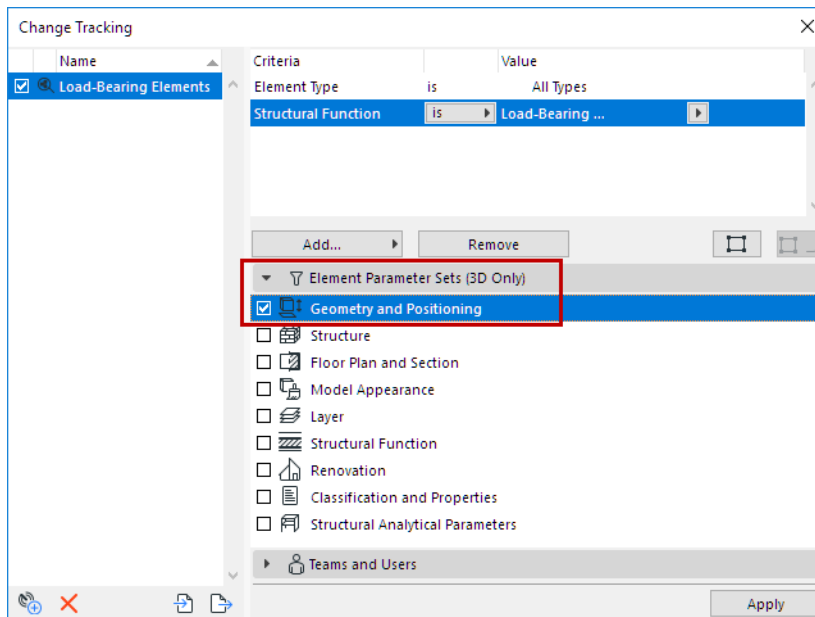 Change Tracking
Name
Load-Bearing Elements
Criteria Value
Element Type is All Types
Structural Function is Load-Bearing ...
Add... Remove
Element Parameter Sets (3D Only)
Geometry and Positioning
Structure
Floor Plan and Section
Model Appearance
Layer
Structural Function
Renovation
Classification and Properties
Structural Analytical Parameters
Teams and Users
Apply